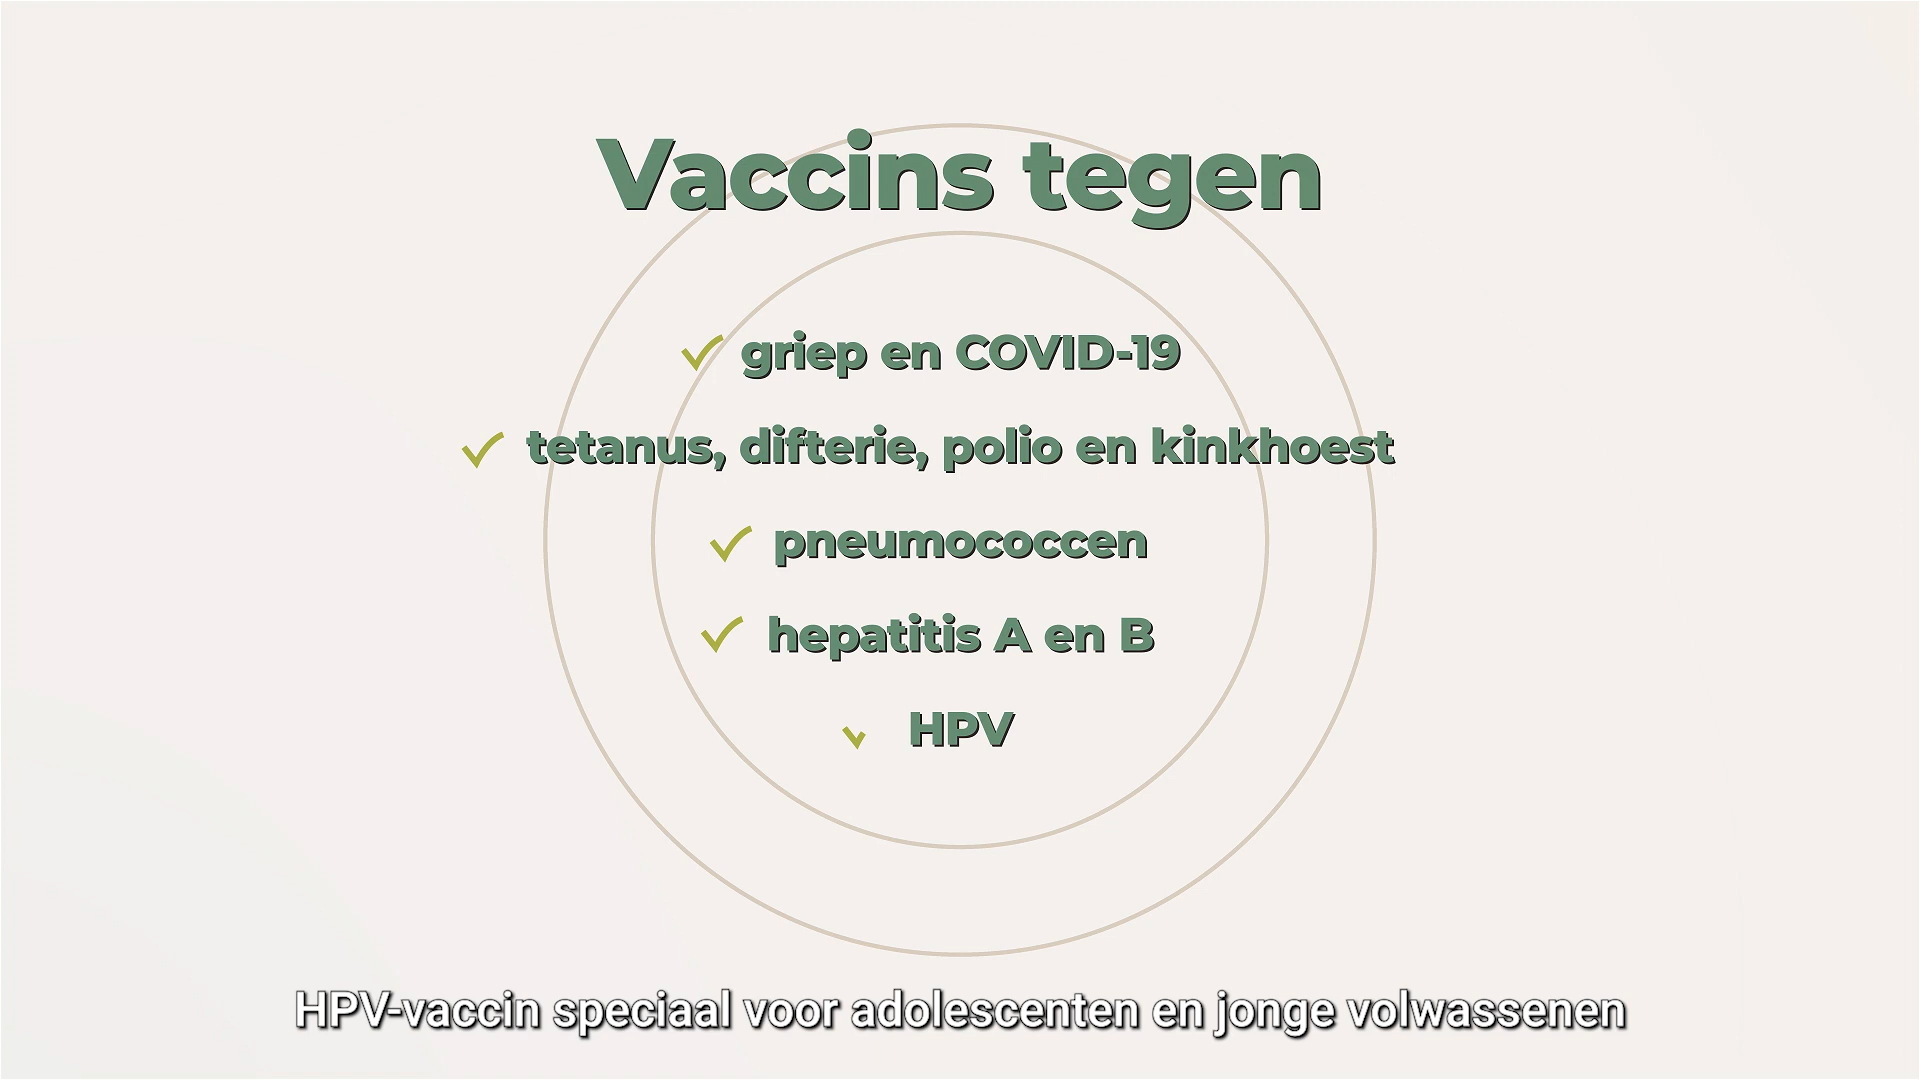 Vaccins tegen
griep en COVID-19
tetanus, difterie, polio en kinkhoest
pneumococcen
hepatitis A en B
HPV
HPV-vaccin speciaal voor adolescenten en jonge volwassenen